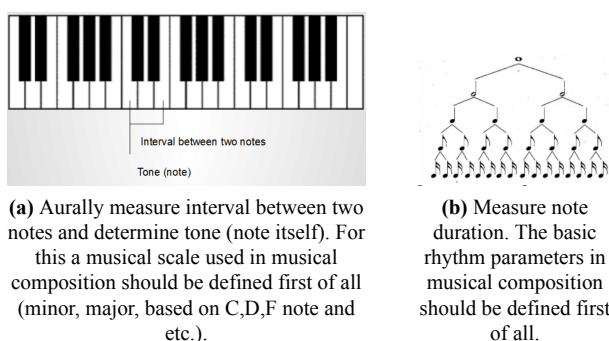 Interval between two notes
Tone (note)
(a) Aurally measure interval between two
notes and determine tone (note itself). For
this a musical scale used in musical
composition should be defined first of all
(minor, major, based on C,D,F note and
etc.).
(b) Measure note
duration. The basic
rhythm parameters in
musical composition
should be defined first
of all.